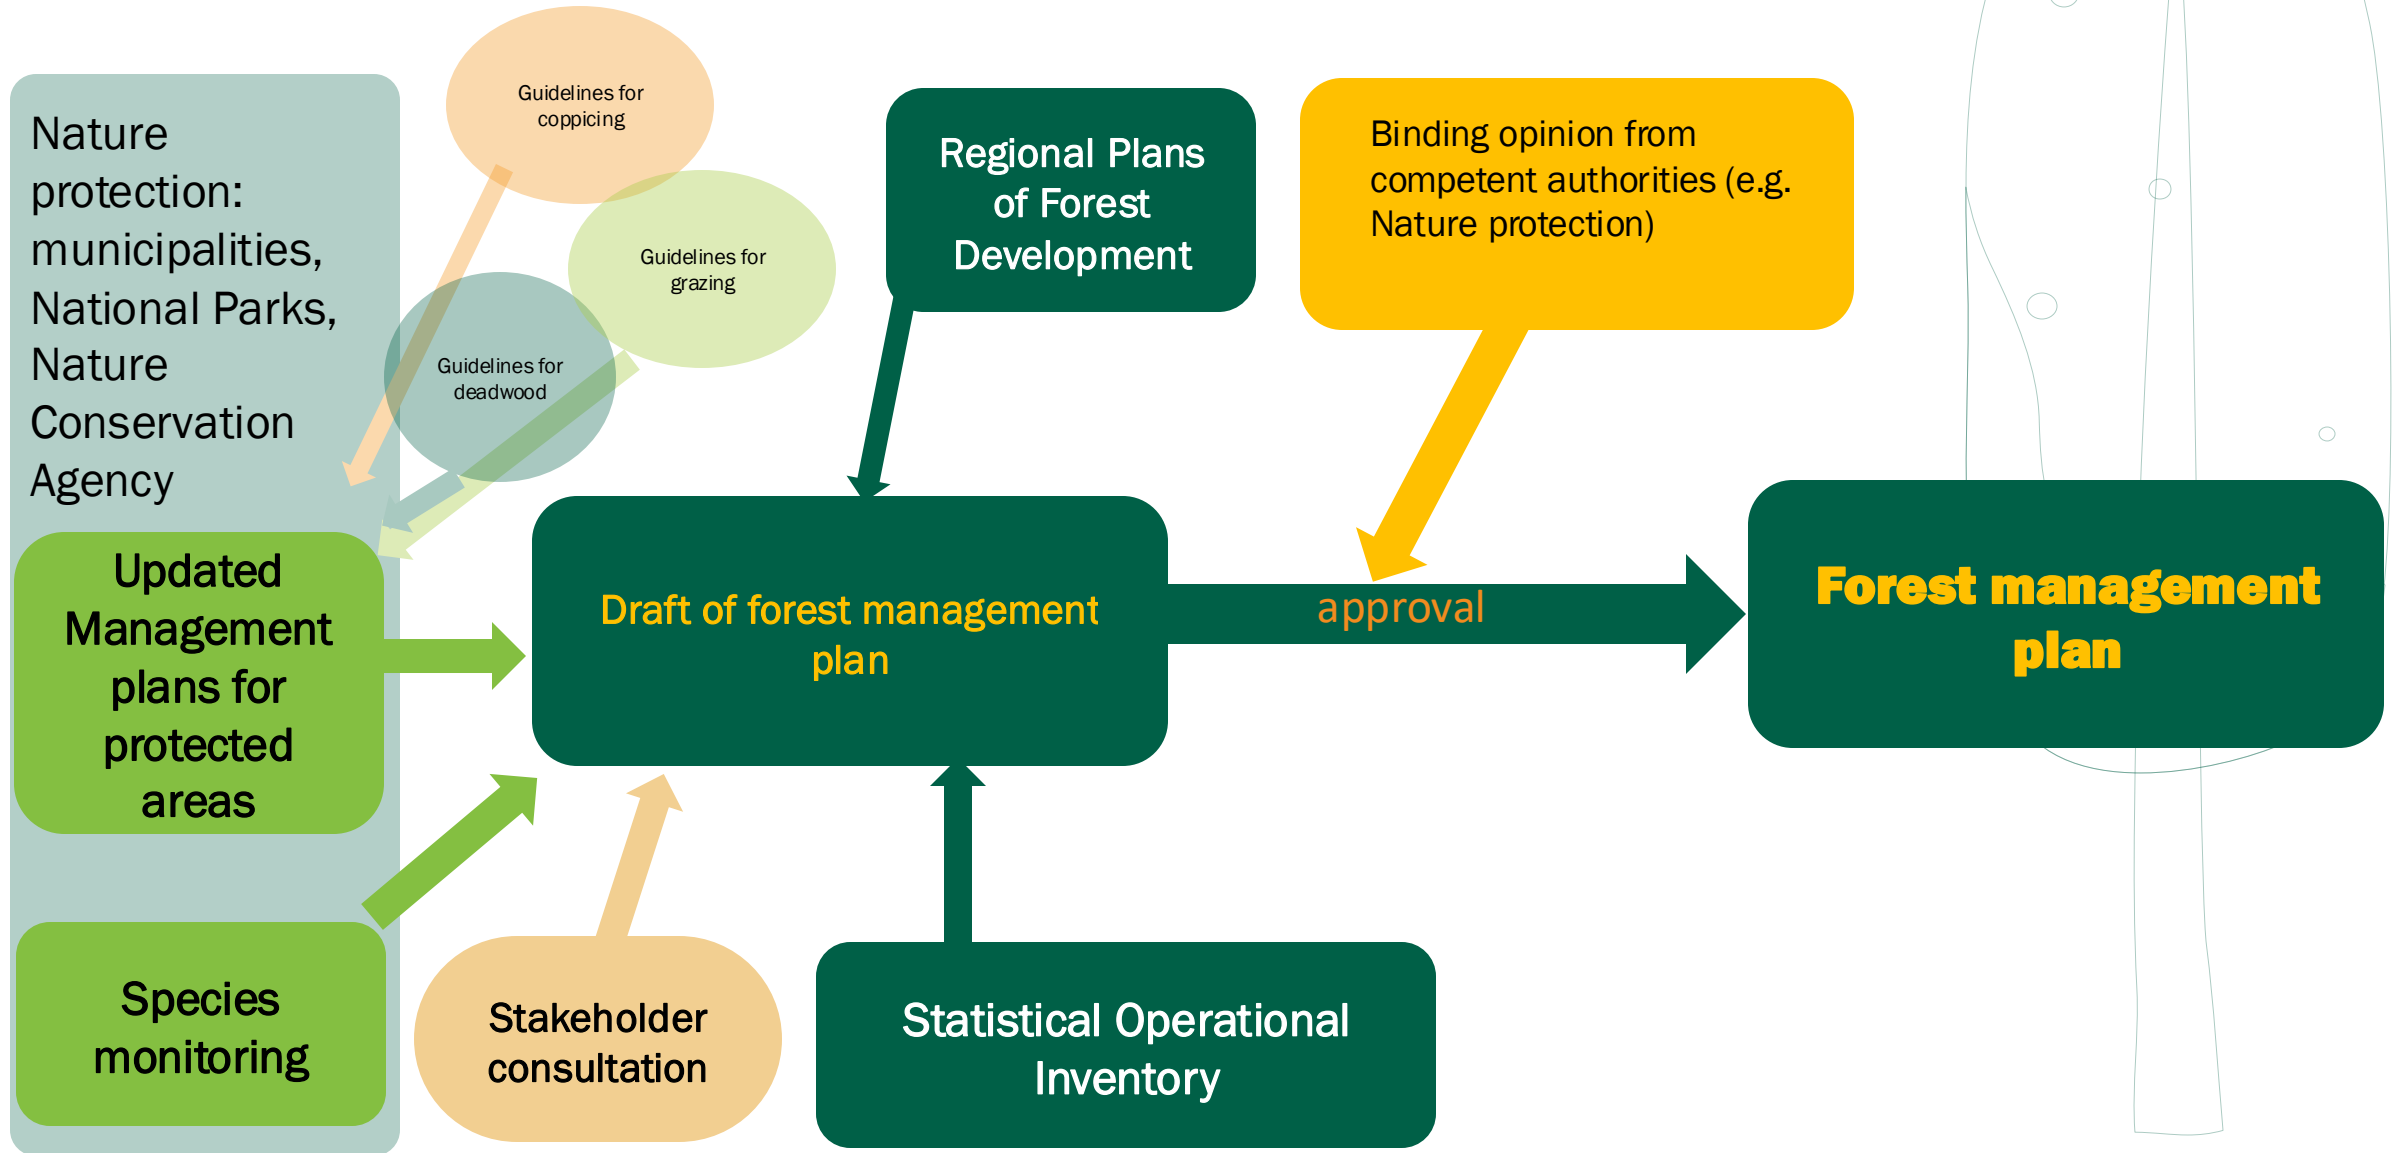 Nature
protection:
municipalities,
National Parks,
Nature
Conservation
Agency
Guidelines for
coppicing
Guidelines for
grazing
Guidelines for
deadwood
Regional Plans
of Forest
Development
Binding opinion from
competent authorities (e.g.
Nature protection)
Updated
Management
plans for
protected
areas
Draft of forest management
plan
approval
Forest management
plan
Species
monitoring
Stakeholder
consultation
Statistical Operational
Inventory